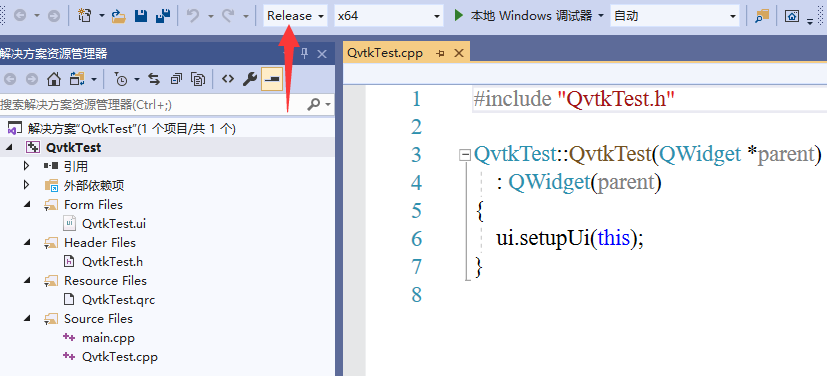 Release x64 本地 Windows 调试器 自动
解决方案资源管理器
搜索解决方案资源管理器(Ctrl+;)
解决方案"QvtkTest"(1 个项目/共 1 个)
QvtkTest
引用
外部依赖项
Form Files
QvtkTest.ui
Header Files
QvtkTest.h
Resource Files
QvtkTest.qrc
Source Files
main.cpp
QvtkTest.cpp
QvtkTest.cpp
1 #include "QvtkTest.h"
2
3 QvtkTest::QvtkTest(QWidget *parent)
4 : QWidget(parent)
5 {
6 ui.setupUi(this);
7 }
8